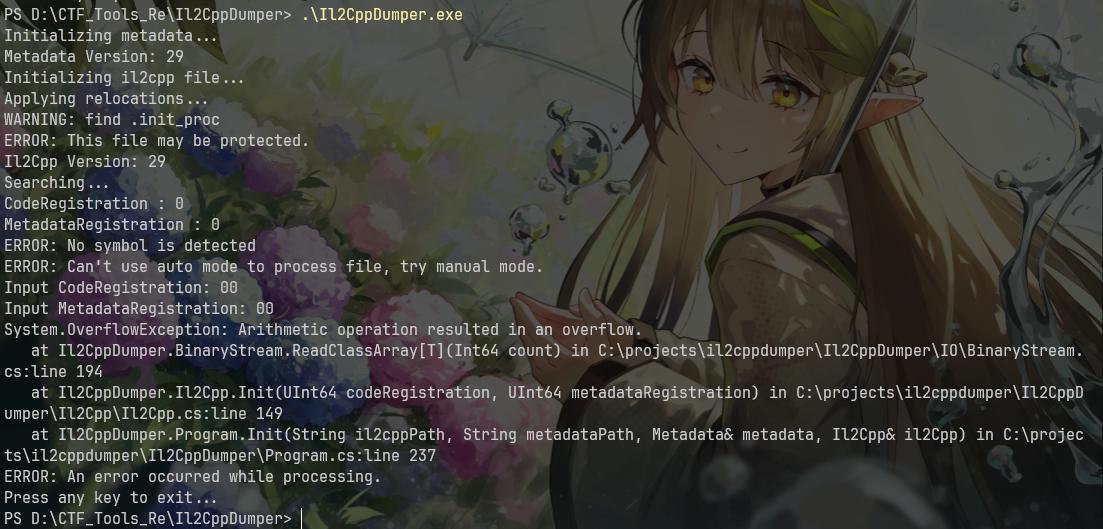 PS D:\CTF_Tools_Re\Il2CppDumper> .\Il2CppDumper.exe
Initializing metadata...
Metadata Version: 29
Initializing il2cpp file...
Applying relocations...
WARNING: find .init_proc
ERROR: This file may be protected.
Il2Cpp Version: 29
Searching...
CodeRegistration : 0
MetadataRegistration : 0
ERROR: No symbol is detected
ERROR: Can't use auto mode to process file, try manual mode.
Input CodeRegistration: 00
Input MetadataRegistration: 00
System.OverflowException: Arithmetic operation resulted in an overflow.
   at Il2CppDumper.BinaryStream.ReadClassArray[T](Int64 count) in C:\projects\il2cppdumper\Il2CppDumper\IO\BinaryStream.
cs:line 194
   at Il2CppDumper.Il2Cpp.Init(UInt64 codeRegistration, UInt64 metadataRegistration) in C:\projects\il2cppdumper\Il2CppD
umper\Il2Cpp\Il2Cpp.cs:line 149
   at Il2CppDumper.Program.Init(String il2cppPath, String metadataPath, Metadata& metadata, Il2Cpp& il2Cpp) in C:\projec
ts\il2cppdumper\Il2CppDumper\Program.cs:line 237
ERROR: An error occurred while processing.
Press any key to exit...
PS D:\CTF_Tools_Re\Il2CppDumper>